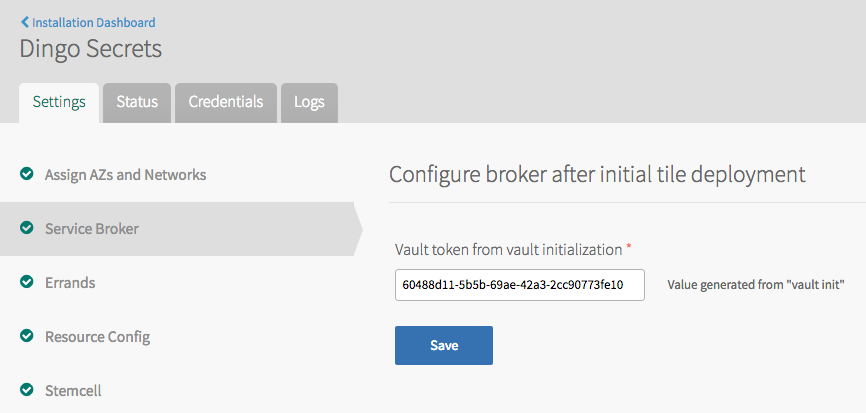 Installation Dashboard
Dingo Secrets
Settings
Status
Credentials
Logs
Assign AZs and Networks
Service Broker
Errands
Resource Config
Stemcell
Configure broker after initial tile deployment
Vault token from vault initialization *
60488d11-5b5b-69ae-42a3-2cc90773fe10
Value generated from "vault init"
Save